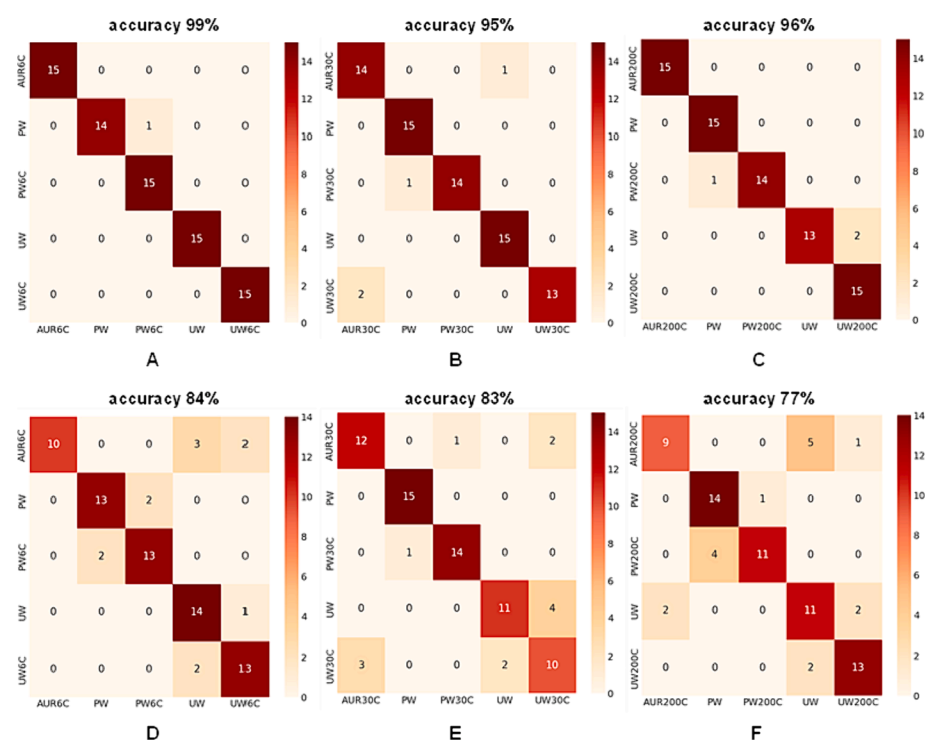 accuracy 99%
AUR6C 15 0 0 0 0
PW 0 14 1 0 0
PW6C 0 0 15 0 0
UW 0 0 0 15 0
UW6C 0 0 0 0 15
AUR6C PW PW6C UW UW6C
14
12
10
8
6
4
2
0
A
accuracy 95%
AUR30C 14 0 0 1 0
PW 0 15 0 0 0
PW30C 0 1 14 0 0
UW 0 0 0 15 0
UW30C 2 0 0 0 13
AUR30C PW PW30C UW UW30C
14
12
10
8
6
4
2
0
B
accuracy 96%
AUR200C 15 0 0 0 0
PW 0 15 0 0 0
PW200C 0 1 14 0 0
UW 0 0 0 13 2
UW200C 0 0 0 0 15
AUR200C PW PW200C UW UW200C
14
12
10
8
6
4
2
0
C
accuracy 84%
AUR6C 10 0 0 3 2
PW 0 13 2 0 0
PW6C 0 2 13 0 0
UW 0 0 0 14 1
UW6C 0 0 0 2 13
AUR6C PW PW6C UW UW6C
14
12
10
8
6
4
2
0
D
accuracy 83%
AUR30C 12 0 1 0 2
PW 0 15 0 0 0
PW30C 0 1 14 0 0
UW 0 0 0 11 4
UW30C 3 0 0 2 10
AUR30C PW PW30C UW UW30C
14
12
10
8
6
4
2
0
E
accuracy 77%
AUR200C 9 0 0 5 1
PW 0 14 1 0 0
PW200C 0 4 11 0 0
UW 2 0 0 11 2
UW200C 0 0 0 2 13
AUR200C PW PW200C UW UW200C
14
12
10
8
6
4
2
0
F